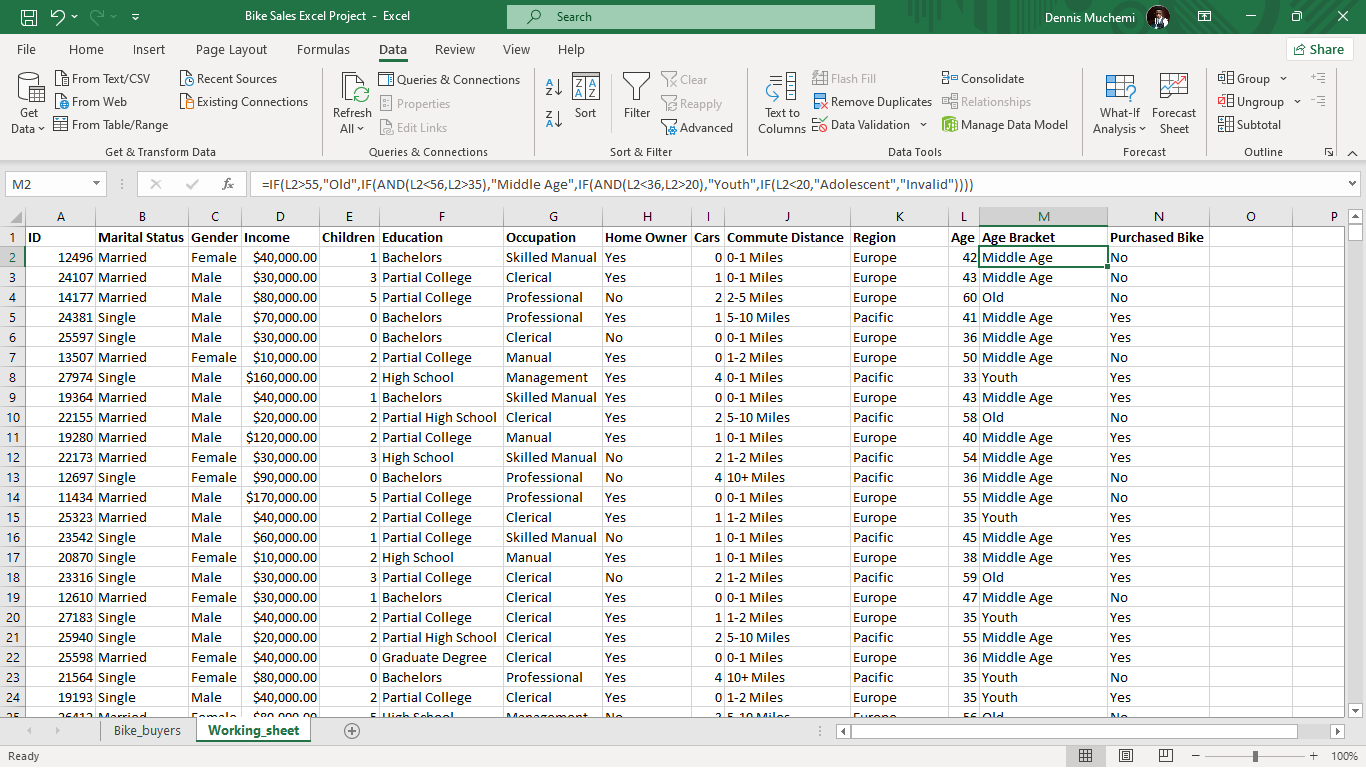 Bike Sales Excel Project - Excel
Search
Dennis Muchemi
File Home Insert Page Layout Formulas Data Review View Help Share
Get Data
From Text/CSV
From Web
From Table/Range
Recent Sources
Existing Connections
Get & Transform Data
Refresh All
Queries & Connections
Properties
Edit Links
Queries & Connections
Sort
Filter
Clear
Reapply
Advanced
Sort & Filter
Text to Columns
Flash Fill
Remove Duplicates
Data Validation
Consolidate
Relationships
Manage Data Model
Data Tools
What-If Analysis
Forecast Sheet
Forecast
Group
Ungroup
Subtotal
Outline
M2 fx =IF(L2>55,"Old",IF(AND(L2<56,L2>35),"Middle Age",IF(AND(L2<36,L2>20),"Youth",IF(L2<20,"Adolescent","Invalid"))))
A B C D E F G H I J K L M N O P
1 ID Marital Status Gender Income Children Education Occupation Home Owner Cars Commute Distance Region Age Age Bracket Purchased Bike
2 12496 Married Female $40,000.00 1 Bachelors Skilled Manual Yes 0 0-1 Miles Europe 42 Middle Age No
3 24107 Married Male $30,000.00 3 Partial College Clerical Yes 1 0-1 Miles Europe 43 Middle Age No
4 14177 Married Male $80,000.00 5 Partial College Professional No 2 2-5 Miles Europe 60 Old No
5 24381 Single Male $70,000.00 0 Bachelors Professional Yes 1 5-10 Miles Pacific 41 Middle Age Yes
6 25597 Single Male $30,000.00 0 Bachelors Clerical No 0 0-1 Miles Europe 36 Middle Age Yes
7 13507 Married Female $10,000.00 2 Partial College Manual Yes 0 1-2 Miles Europe 50 Middle Age No
8 27974 Single Male $160,000.00 2 High School Management Yes 4 0-1 Miles Pacific 33 Youth Yes
9 19364 Married Male $40,000.00 1 Bachelors Skilled Manual Yes 0 0-1 Miles Europe 43 Middle Age Yes
10 22155 Married Male $20,000.00 2 Partial High School Clerical Yes 2 5-10 Miles Pacific 58 Old No
11 19280 Married Male $120,000.00 2 Partial College Manual Yes 1 0-1 Miles Europe 40 Middle Age Yes
12 22173 Married Female $30,000.00 3 High School Skilled Manual No 2 1-2 Miles Pacific 54 Middle Age Yes
13 12697 Single Female $90,000.00 0 Bachelors Professional No 4 10+ Miles Pacific 36 Middle Age No
14 11434 Married Male $170,000.00 5 Partial College Professional Yes 0 0-1 Miles Europe 55 Middle Age No
15 25323 Married Male $40,000.00 2 Partial College Clerical Yes 1 1-2 Miles Europe 35 Youth Yes
16 23542 Single Male $60,000.00 1 Partial College Skilled Manual No 1 0-1 Miles Pacific 45 Middle Age Yes
17 20870 Single Female $10,000.00 2 High School Manual Yes 1 0-1 Miles Europe 38 Middle Age Yes
18 23316 Single Male $30,000.00 3 Partial College Clerical No 2 1-2 Miles Pacific 59 Old Yes
19 12610 Married Female $30,000.00 1 Bachelors Clerical Yes 0 0-1 Miles Europe 47 Middle Age No
20 27183 Single Male $40,000.00 2 Partial College Clerical Yes 1 1-2 Miles Europe 35 Youth Yes
21 25940 Single Male $20,000.00 2 Partial High School Clerical Yes 2 5-10 Miles Pacific 55 Middle Age Yes
22 25598 Married Female $40,000.00 0 Graduate Degree Clerical Yes 0 0-1 Miles Europe 36 Middle Age Yes
23 21564 Single Female $80,000.00 0 Bachelors Professional Yes 4 10+ Miles Pacific 35 Youth No
24 19193 Single Male $40,000.00 2 Partial College Clerical Yes 0 1-2 Miles Europe 35 Youth Yes
Bike_buyers Working_sheet
Ready 100%